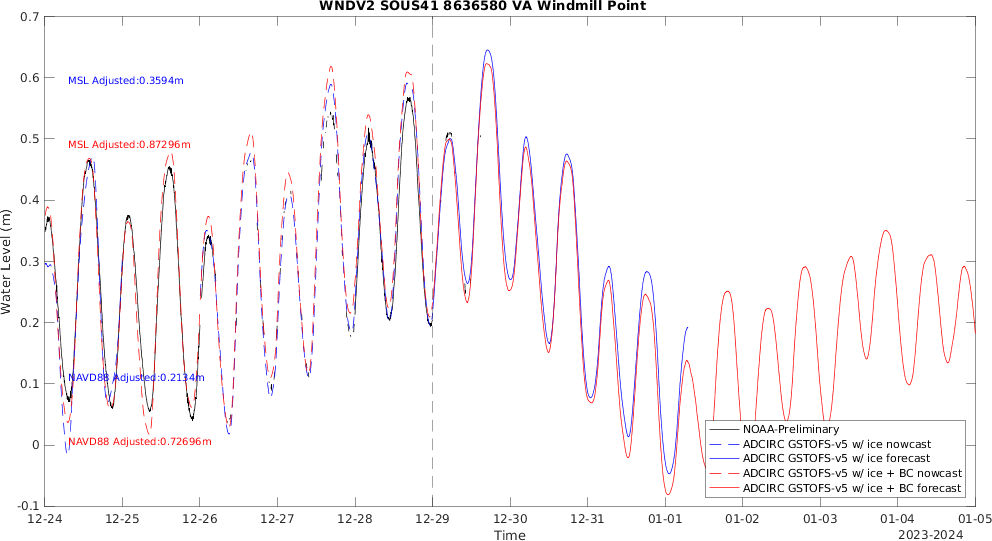 WNDV2 SOUS41 8636580 VA Windmill Point
0.7
0.6
0.5
0.4
0.3
0.2
0.1
0
-0.1
Water Level (m)
MSL Adjusted:0.3594m
MSL Adjusted:0.87296m
NAVD88 Adjusted:0.2134m
NAVD88 Adjusted:0.72696m
NOAA-Preliminary
ADCIRC GSTOFS-v5 w/ ice nowcast
ADCIRC GSTOFS-v5 w/ ice forecast
ADCIRC GSTOFS-v5 w/ ice + BC nowcast
ADCIRC GSTOFS-v5 w/ ice + BC forecast
12-24 12-25 12-26 12-27 12-28 12-29 12-30 12-31 01-01 01-02 01-03 01-04 01-05
Time
2023-2024